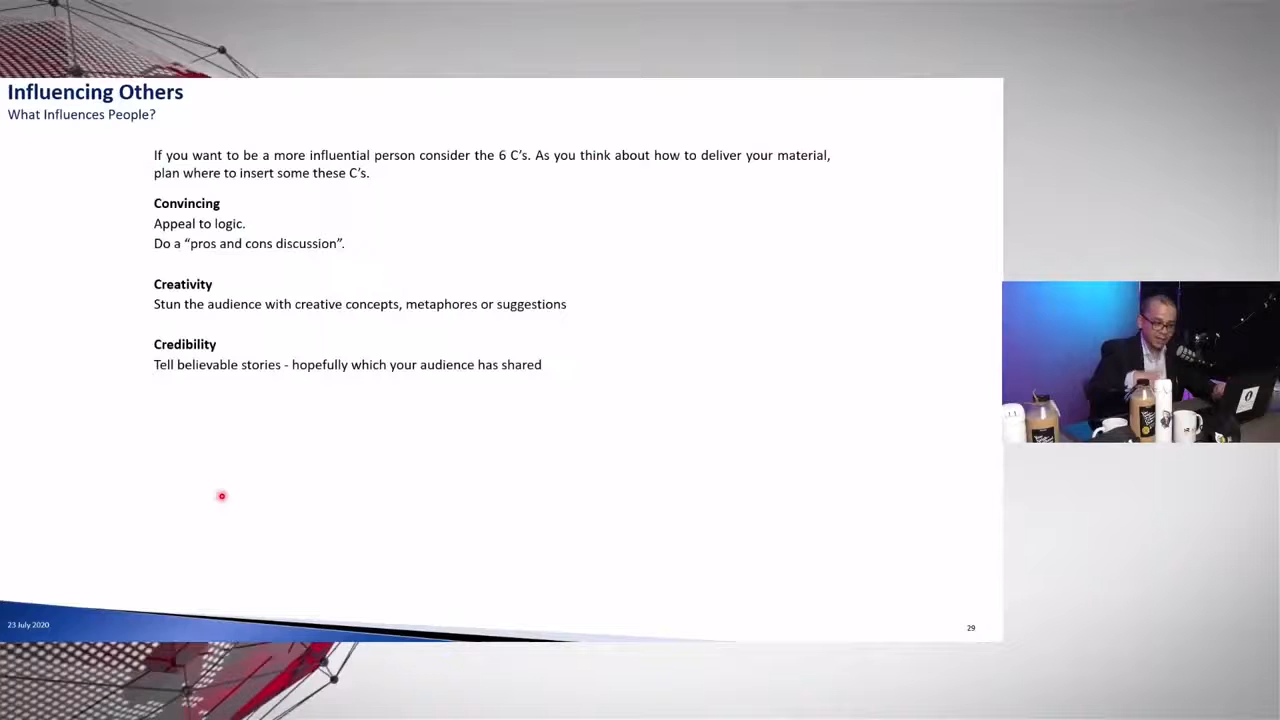 Influencing Others
What Influences People?
If you want to be a more influential person consider the 6 C’s. As you think about how to deliver your material,
plan where to insert some these C’s.
Convincing
Appeal to logic.
Do a “pros and cons discussion”.
Creativity
Stun the audience with creative concepts, metaphores or suggestions
Credibility
Tell believable stories - hopefully which your audience has shared
23 July 2020
29